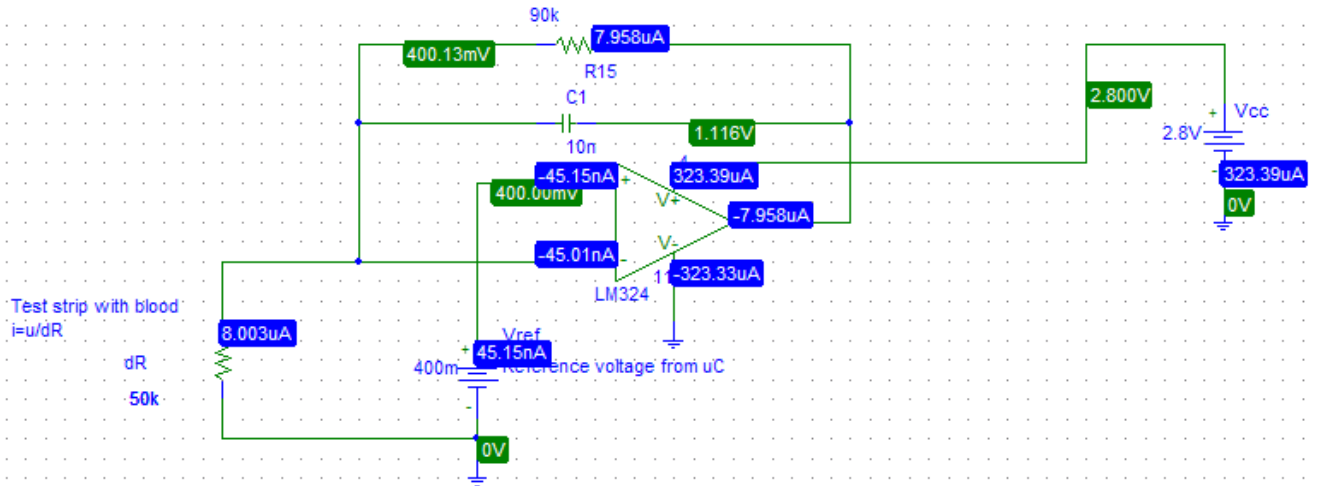 90k
7.958uA
400.13mV
R15
C1
2.800V
1.116V
Vcc
+
2.8V
10n
-45.15nA
323.39uA
-
323.39uA
400.00mV
+
V+
-7.958uA
0V
V-
-45.01nA
-
11
-323.33uA
LM324
Test strip with blood
i=u/dR
8.003uA
Vref
+
45.15nA
dR
400m
Reference voltage from uC
50k
-
0V